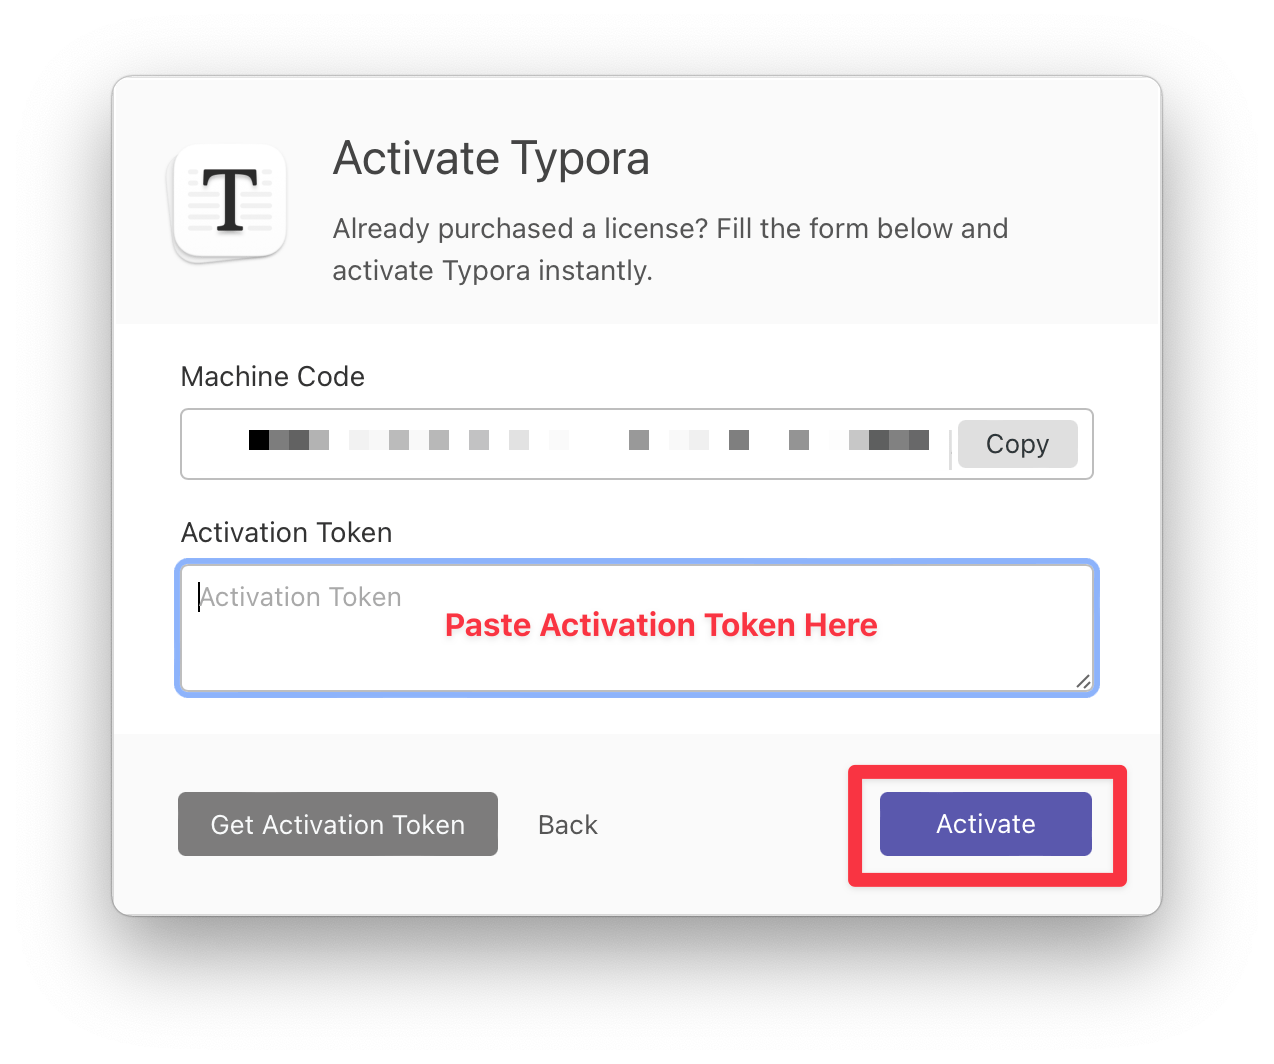 T
Activate Typora
Already purchased a license? Fill the form below and
activate Typora instantly.
Machine Code
Copy
Activation Token
Activation Token
Paste Activation Token Here
Get Activation Token
Back
Activate